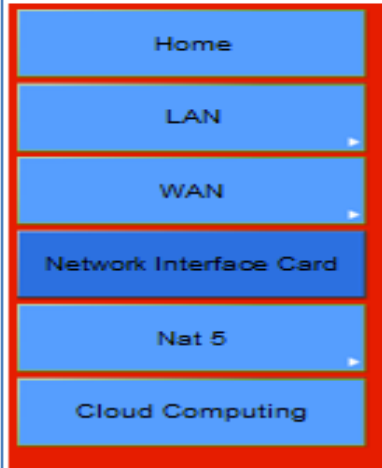 Home
LAN
WAN
Network Interface Card
Nat 5
Cloud Computing